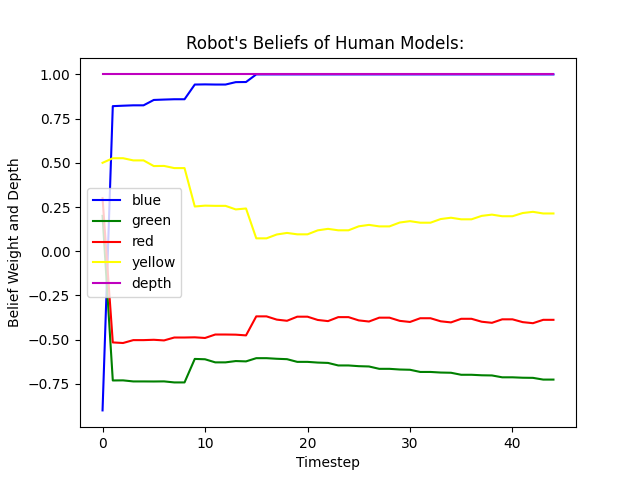 Robot's Beliefs of Human Models:
Belief Weight and Depth
1.00
0.75
0.50
0.25
0.00
−0.25
−0.50
−0.75
blue
green
red
yellow
depth
0
10
20
30
40
Timestep